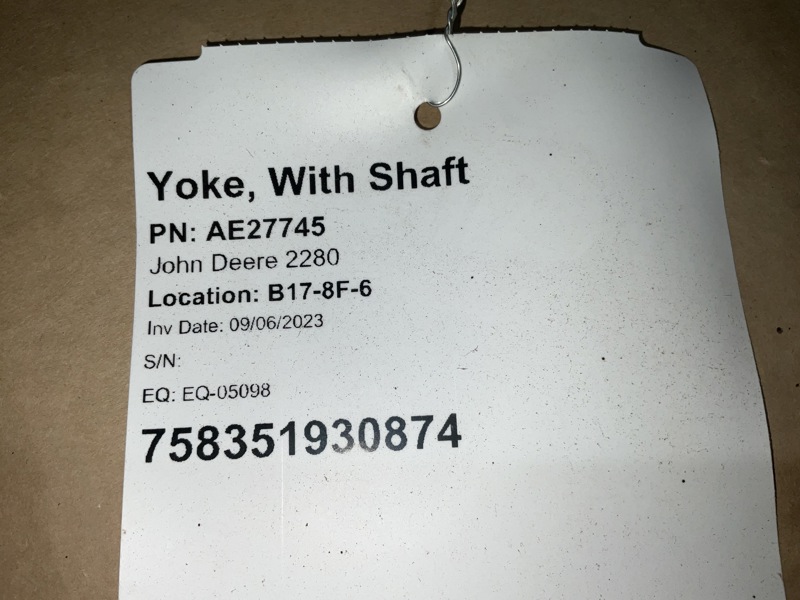 Yoke, With Shaft
PN: AE27745
John Deere 2280
Location: B17-8F-6
Inv Date: 09/06/2023
S/N:
EQ: EQ-05098
758351930874